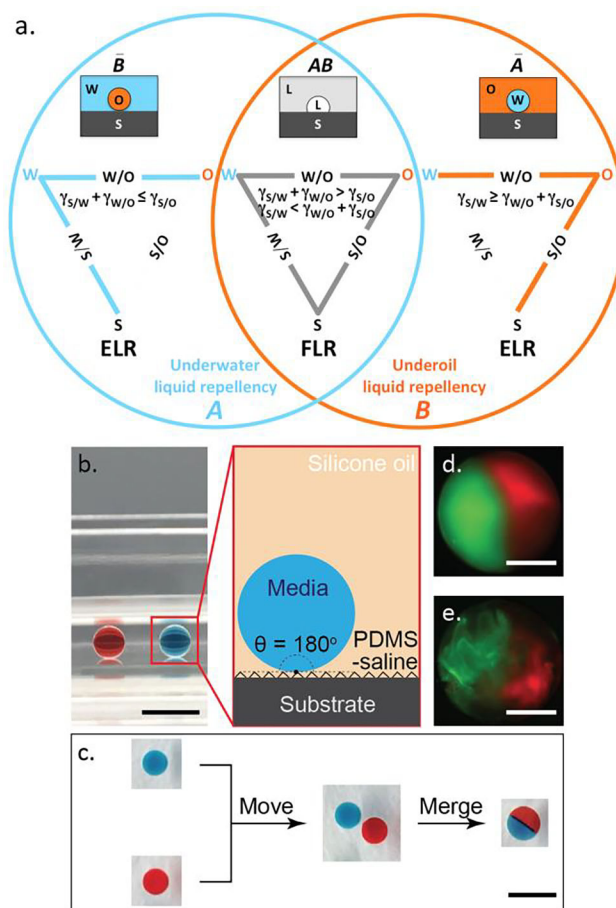 a.
B̄
AB
Ā
W
O
S
L
L
S
O
W
S
W
W/O
O
W
W/O
O
W
W/O
O
γS/W + γW/O ≤ γS/O
γS/W + γW/O > γS/O
γS/W < γW/O + γS/O
γS/W ≥ γW/O + γS/O
W/S
S/O
W/S
S/O
W/S
S/O
S
S
S
ELR
FLR
ELR
Underwater
liquid repellency
A
Underoil
liquid repellency
B
b.
Silicone oil
Media
θ = 180°
PDMS
-saline
Substrate
d.
e.
c.
Move
Merge